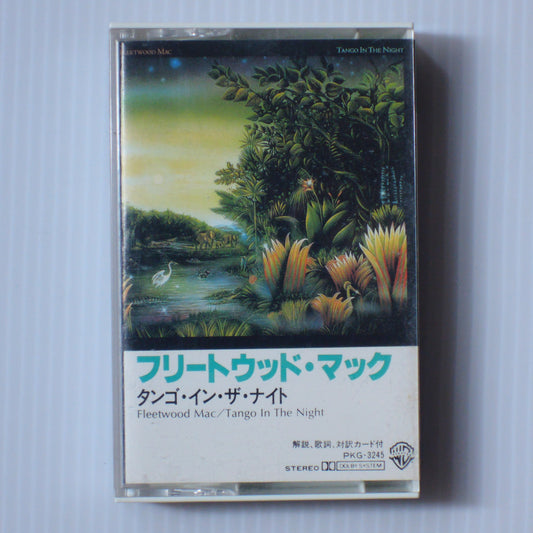 Fleetwood Mac
Tango In The Night
フリートウッド・マック
タンゴ・イン・ザ・ナイト
Fleetwood Mac/Tango In The Night
解説、歌詞、対訳カード付
PKG-3245
STEREO DOLBY SYSTEM